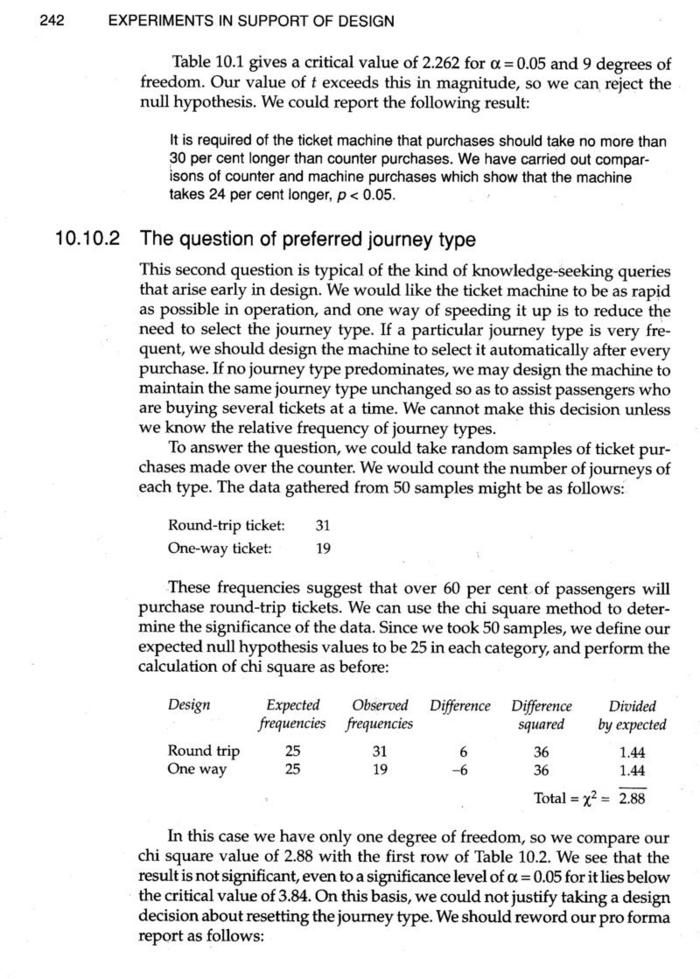 242 EXPERIMENTS IN SUPPORT OF DESIGN
Table 10.1 gives a critical value of 2.262 for α = 0.05 and 9 degrees of
freedom. Our value of t exceeds this in magnitude, so we can reject the
null hypothesis. We could report the following result:
It is required of the ticket machine that purchases should take no more than
30 per cent longer than counter purchases. We have carried out compar-
isons of counter and machine purchases which show that the machine
takes 24 per cent longer, p < 0.05.
10.10.2 The question of preferred journey type
This second question is typical of the kind of knowledge-seeking queries
that arise early in design. We would like the ticket machine to be as rapid
as possible in operation, and one way of speeding it up is to reduce the
need to select the journey type. If a particular journey type is very fre-
quent, we should design the machine to select it automatically after every
purchase. If no journey type predominates, we may design the machine to
maintain the same journey type unchanged so as to assist passengers who
are buying several tickets at a time. We cannot make this decision unless
we know the relative frequency of journey types.
To answer the question, we could take random samples of ticket pur-
chases made over the counter. We would count the number of journeys of
each type. The data gathered from 50 samples might be as follows:
Round-trip ticket: 31
One-way ticket: 19
These frequencies suggest that over 60 per cent of passengers will
purchase round-trip tickets. We can use the chi square method to deter-
mine the significance of the data. Since we took 50 samples, we define our
expected null hypothesis values to be 25 in each category, and perform the
calculation of chi square as before:
Design Expected Observed Difference Difference Divided
frequencies frequencies squared by expected
Round trip 25 31 6 36 1.44
One way 25 19 –6 36 1.44
Total = χ² = 2.88
In this case we have only one degree of freedom, so we compare our
chi square value of 2.88 with the first row of Table 10.2. We see that the
result is not significant, even to a significance level of α = 0.05 for it lies below
the critical value of 3.84. On this basis, we could not justify taking a design
decision about resetting the journey type. We should reword our pro forma
report as follows: